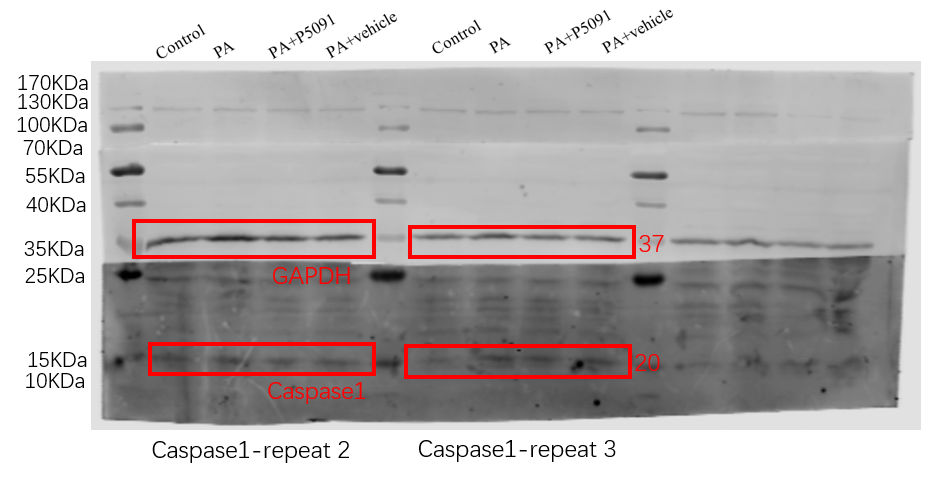 Control PA PA+P5091 PA+vehicle Control PA PA+P5091 PA+vehicle
170KDa
130KDa
100KDa
70KDa
55KDa
40KDa
35KDa 37
25KDa GAPDH
15KDa 20
10KDa Caspase1
Caspase1-repeat 2 Caspase1-repeat 3